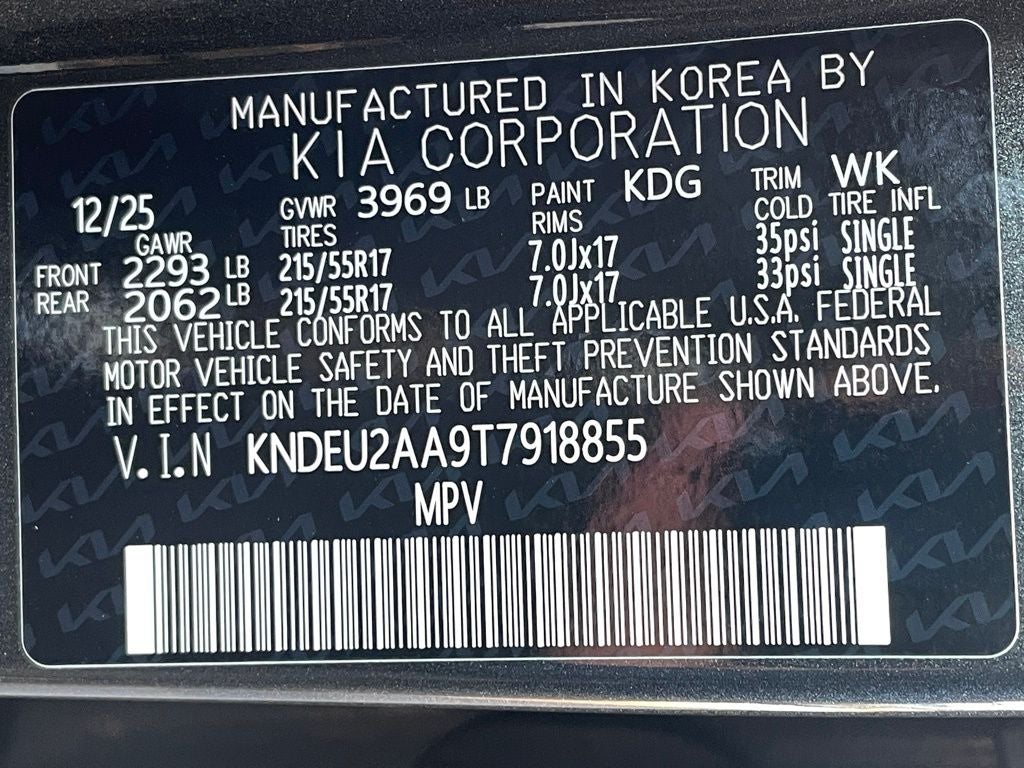 MANUFACTURED IN KOREA BY
KIA CORPORATION
12/25 GVWR 3969 LB PAINT KDG TRIM WK
GAWR TIRES RIMS COLD TIRE INFL
FRONT 2293 LB 215/55R17 7.0Jx17 35psi SINGLE
REAR 2062 LB 215/55R17 7.0Jx17 33psi SINGLE
THIS VEHICLE CONFORMS TO ALL APPLICABLE U.S.A. FEDERAL
MOTOR VEHICLE SAFETY AND THEFT PREVENTION STANDARDS
IN EFFECT ON THE DATE OF MANUFACTURE SHOWN ABOVE.
V.I.N KNDEU2AA9T7918855
MPV